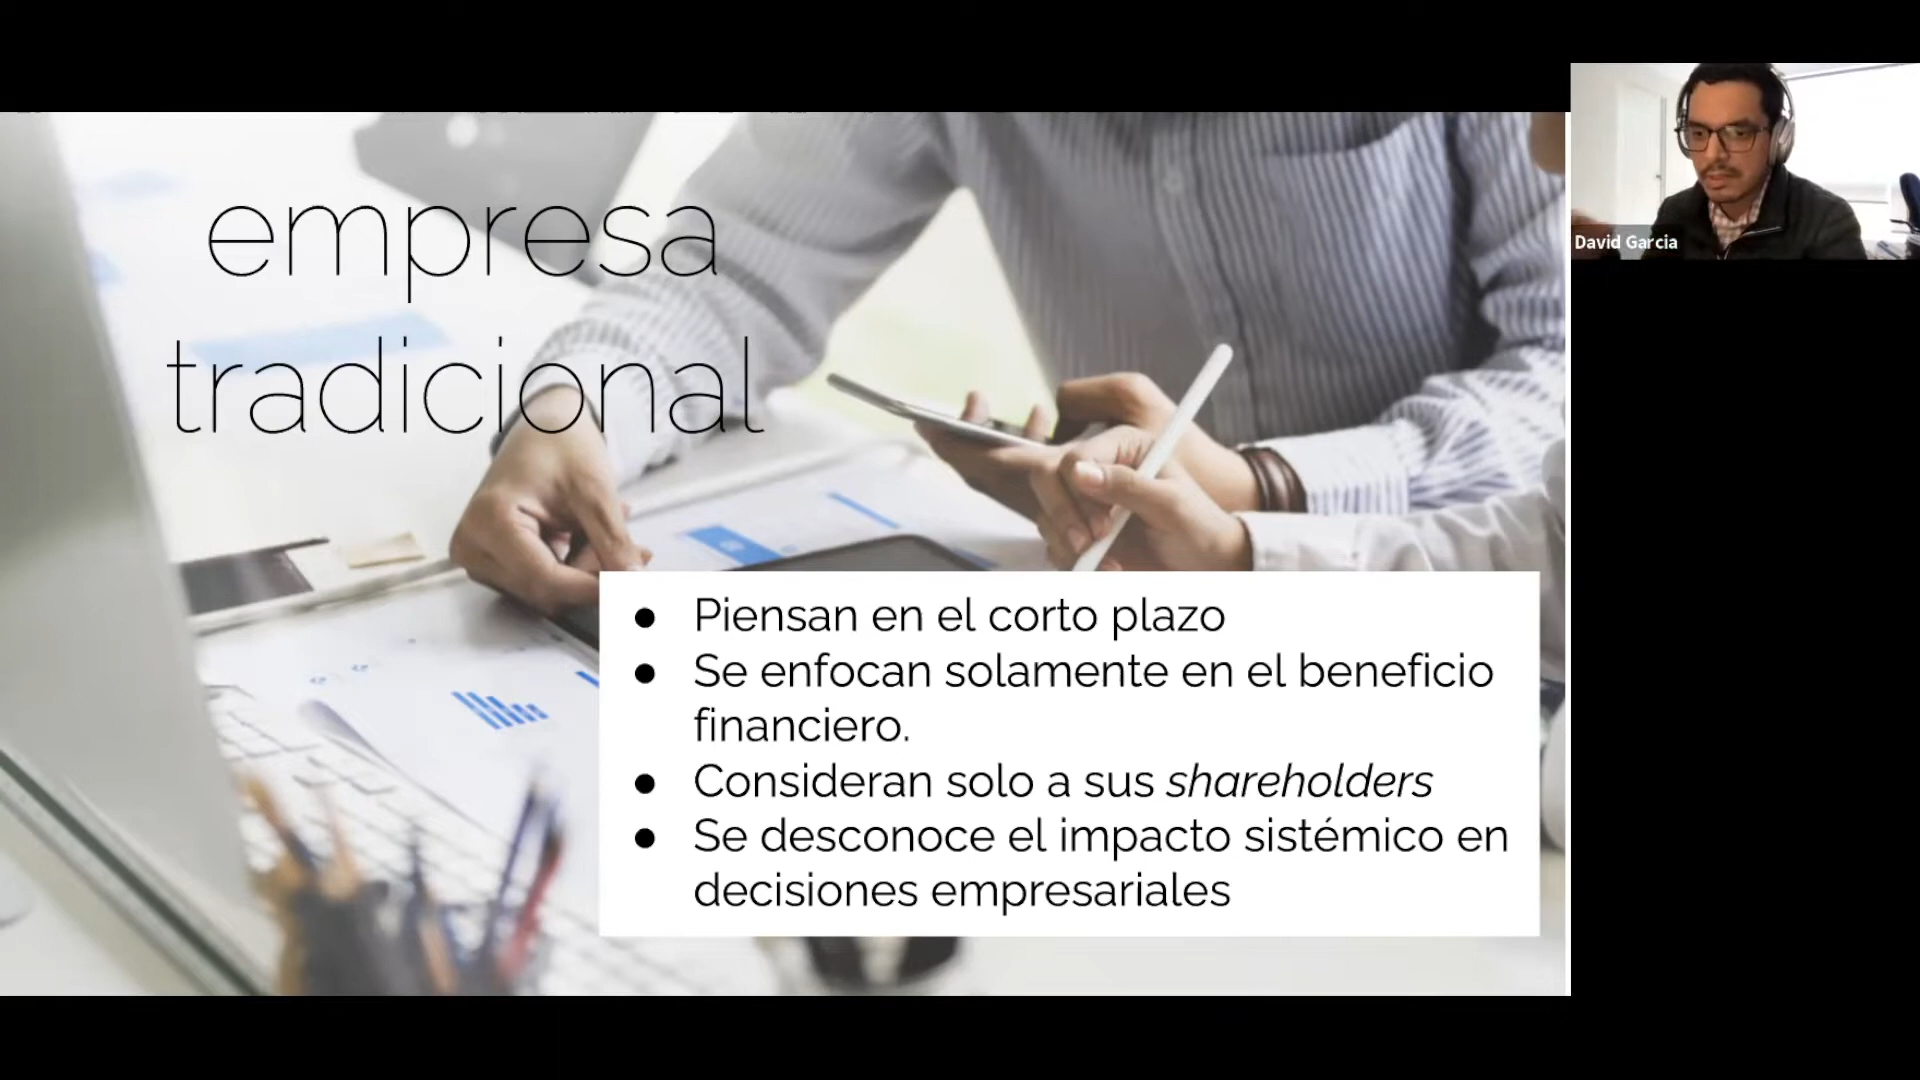 empresa
tradicional
● Piensan en el corto plazo
● Se enfocan solamente en el beneficio
financiero.
● Consideran solo a sus shareholders
● Se desconoce el impacto sistémico en
decisiones empresariales
David Garcia